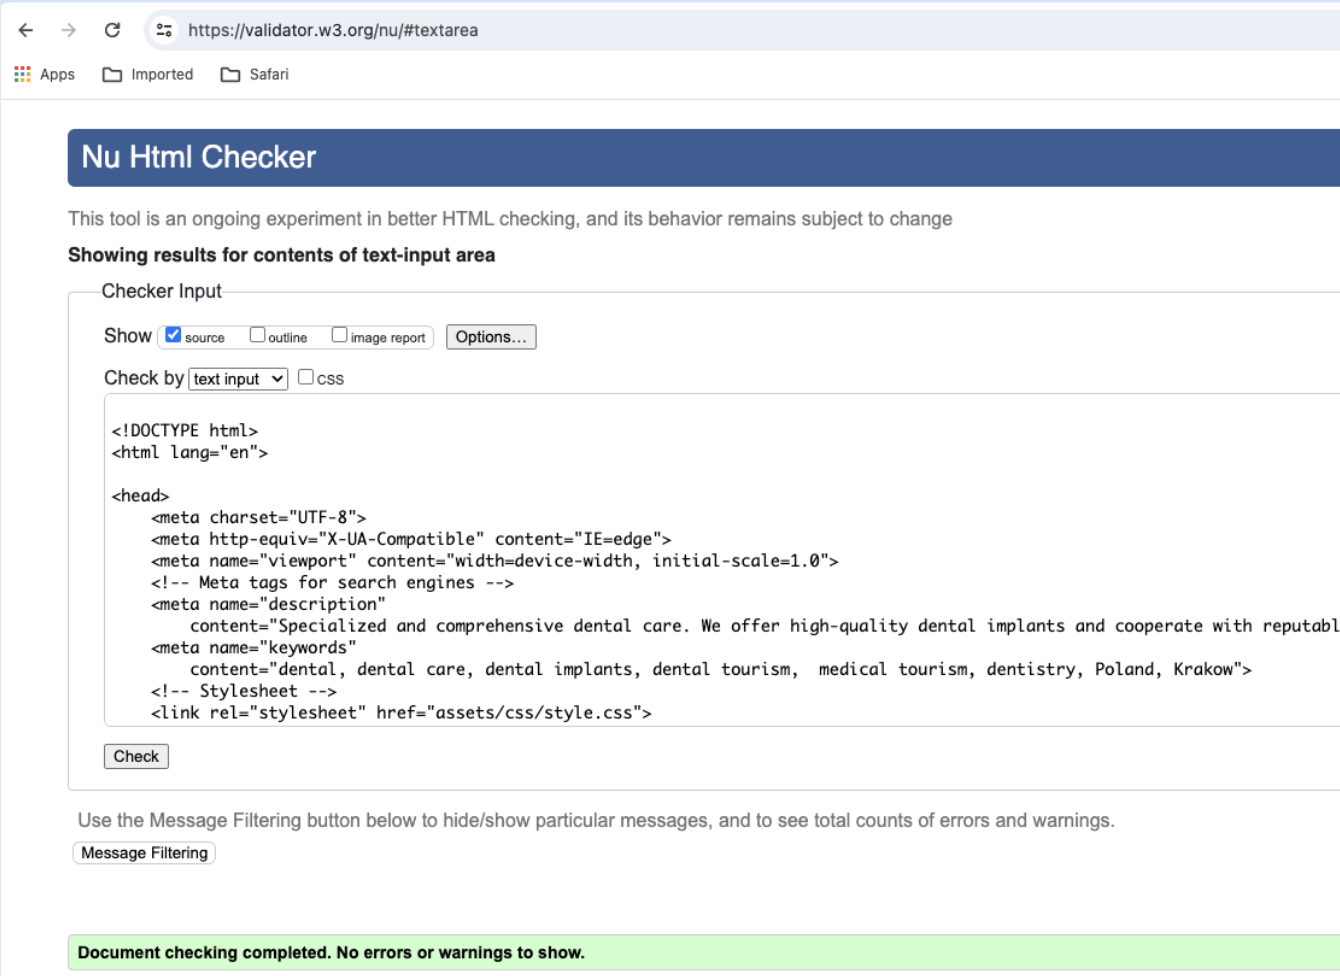 https://validator.w3.org/nu/#textarea
Apps Imported Safari
Nu Html Checker
This tool is an ongoing experiment in better HTML checking, and its behavior remains subject to change
Showing results for contents of text-input area
Checker Input
Show source outline image report Options...
Check by text input CSS
<!DOCTYPE html>
<html lang="en">
<head>
<meta charset="UTF-8">
<meta http-equiv="X-UA-Compatible" content="IE=edge">
<meta name="viewport" content="width=device-width, initial-scale=1.0">
<!-- Meta tags for search engines -->
<meta name="description"
content="Specialized and comprehensive dental care. We offer high-quality dental implants and cooperate with reputabl
<meta name="keywords"
content="dental, dental care, dental implants, dental tourism,  medical tourism, dentistry, Poland, Krakow">
<!-- Stylesheet -->
<link rel="stylesheet" href="assets/css/style.css">
Check
Use the Message Filtering button below to hide/show particular messages, and to see total counts of errors and warnings.
Message Filtering
Document checking completed. No errors or warnings to show.